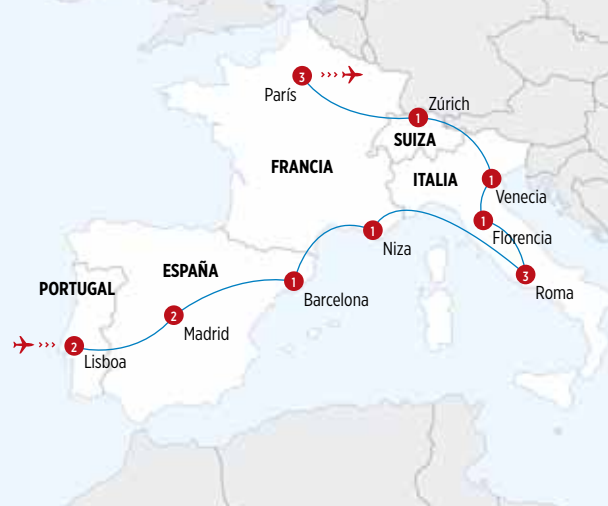 3
París
1
Zúrich
SUIZA
FRANCIA
ITALIA
1
Venecia
1
Florencia
1
Niza
3
Roma
ESPAÑA
PORTUGAL
1
Barcelona
2
Madrid
2
Lisboa